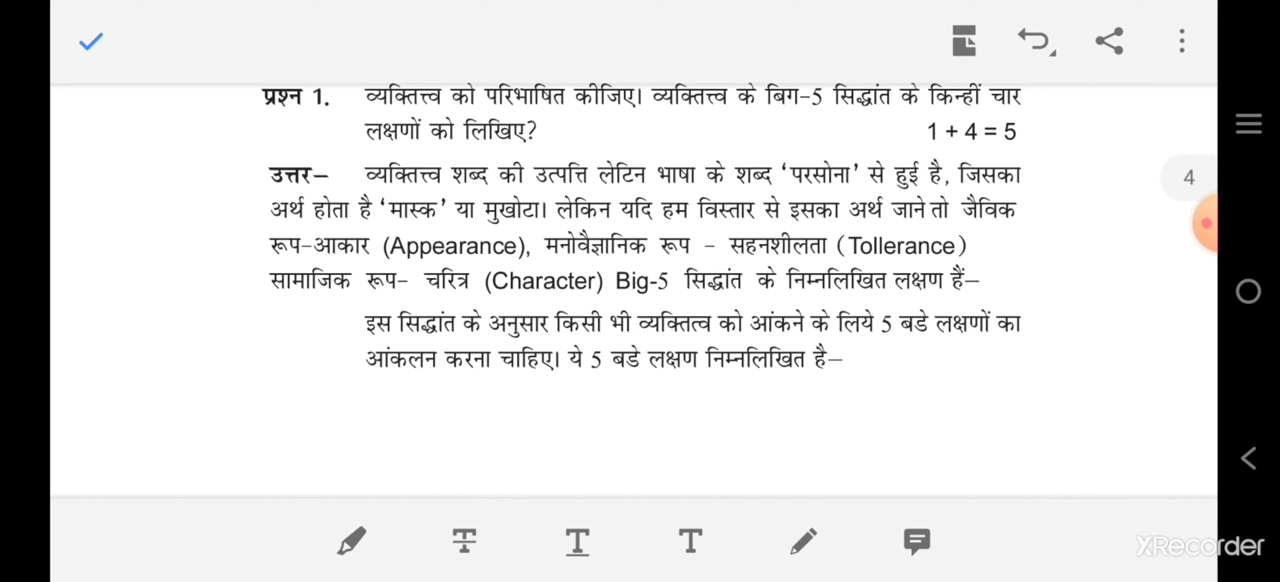 प्रश्न 1. व्यक्तित्त्व को परिभाषित कीजिए। व्यक्तित्त्व के बिग-5 सिद्धांत के किन्हीं चार
लक्षणों को लिखिए? 1 + 4 = 5
4
उत्तर– व्यक्तित्त्व शब्द की उत्पत्ति लेटिन भाषा के शब्द ‘परसोना’ से हुई है, जिसका
अर्थ होता है ‘मास्क’ या मुखोटा। लेकिन यदि हम विस्तार से इसका अर्थ जाने तो जैविक
रूप-आकार (Appearance), मनोवैज्ञानिक रूप - सहनशीलता (Tollerance)
सामाजिक रूप- चरित्र (Character) Big-5 सिद्धांत के निम्नलिखित लक्षण हैं–
इस सिद्धांत के अनुसार किसी भी व्यक्तित्व को आंकने के लिये 5 बडे लक्षणों का
आंकलन करना चाहिए। ये 5 बडे लक्षण निम्नलिखित है–
T T T
XRecorder